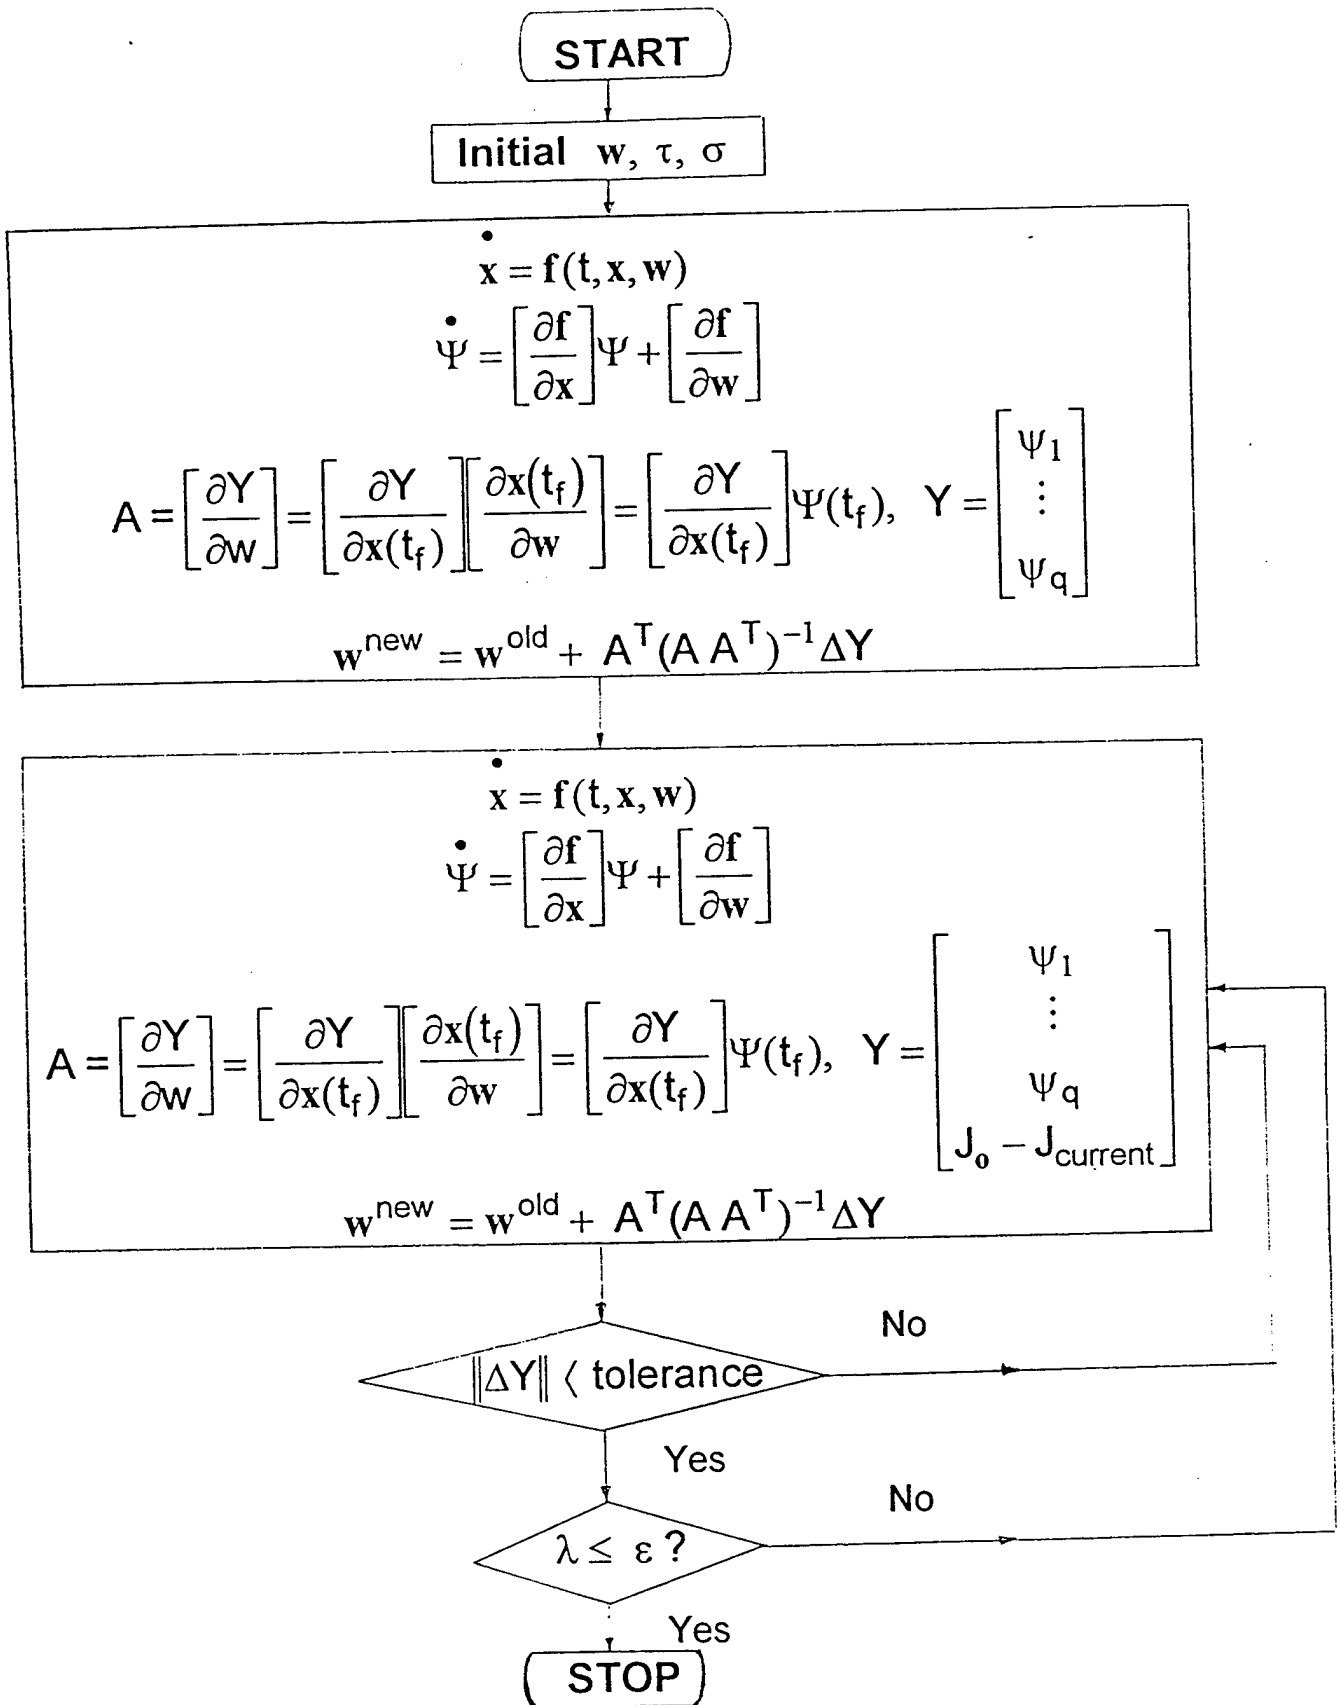 START
Initial w, τ, σ
ẋ = f(t, x, w)
Ψ̇ = [∂f/∂x] Ψ + [∂f/∂w]
A = [∂Y/∂w] = [∂Y/∂x(t_f)] [∂x(t_f)/∂w] = [∂Y/∂x(t_f)] Ψ(t_f), Y = [ψ_1 ⋮ ψ_q]
w^new = w^old + A^T (A A^T)^-1 ΔY
ẋ = f(t, x, w)
Ψ̇ = [∂f/∂x] Ψ + [∂f/∂w]
A = [∂Y/∂w] = [∂Y/∂x(t_f)] [∂x(t_f)/∂w] = [∂Y/∂x(t_f)] Ψ(t_f), Y = [ψ_1 ⋮ ψ_q J_o − J_current]
w^new = w^old + A^T (A A^T)^-1 ΔY
No
‖ΔY‖ ⟨ tolerance
Yes
No
λ ≤ ε ?
Yes
STOP